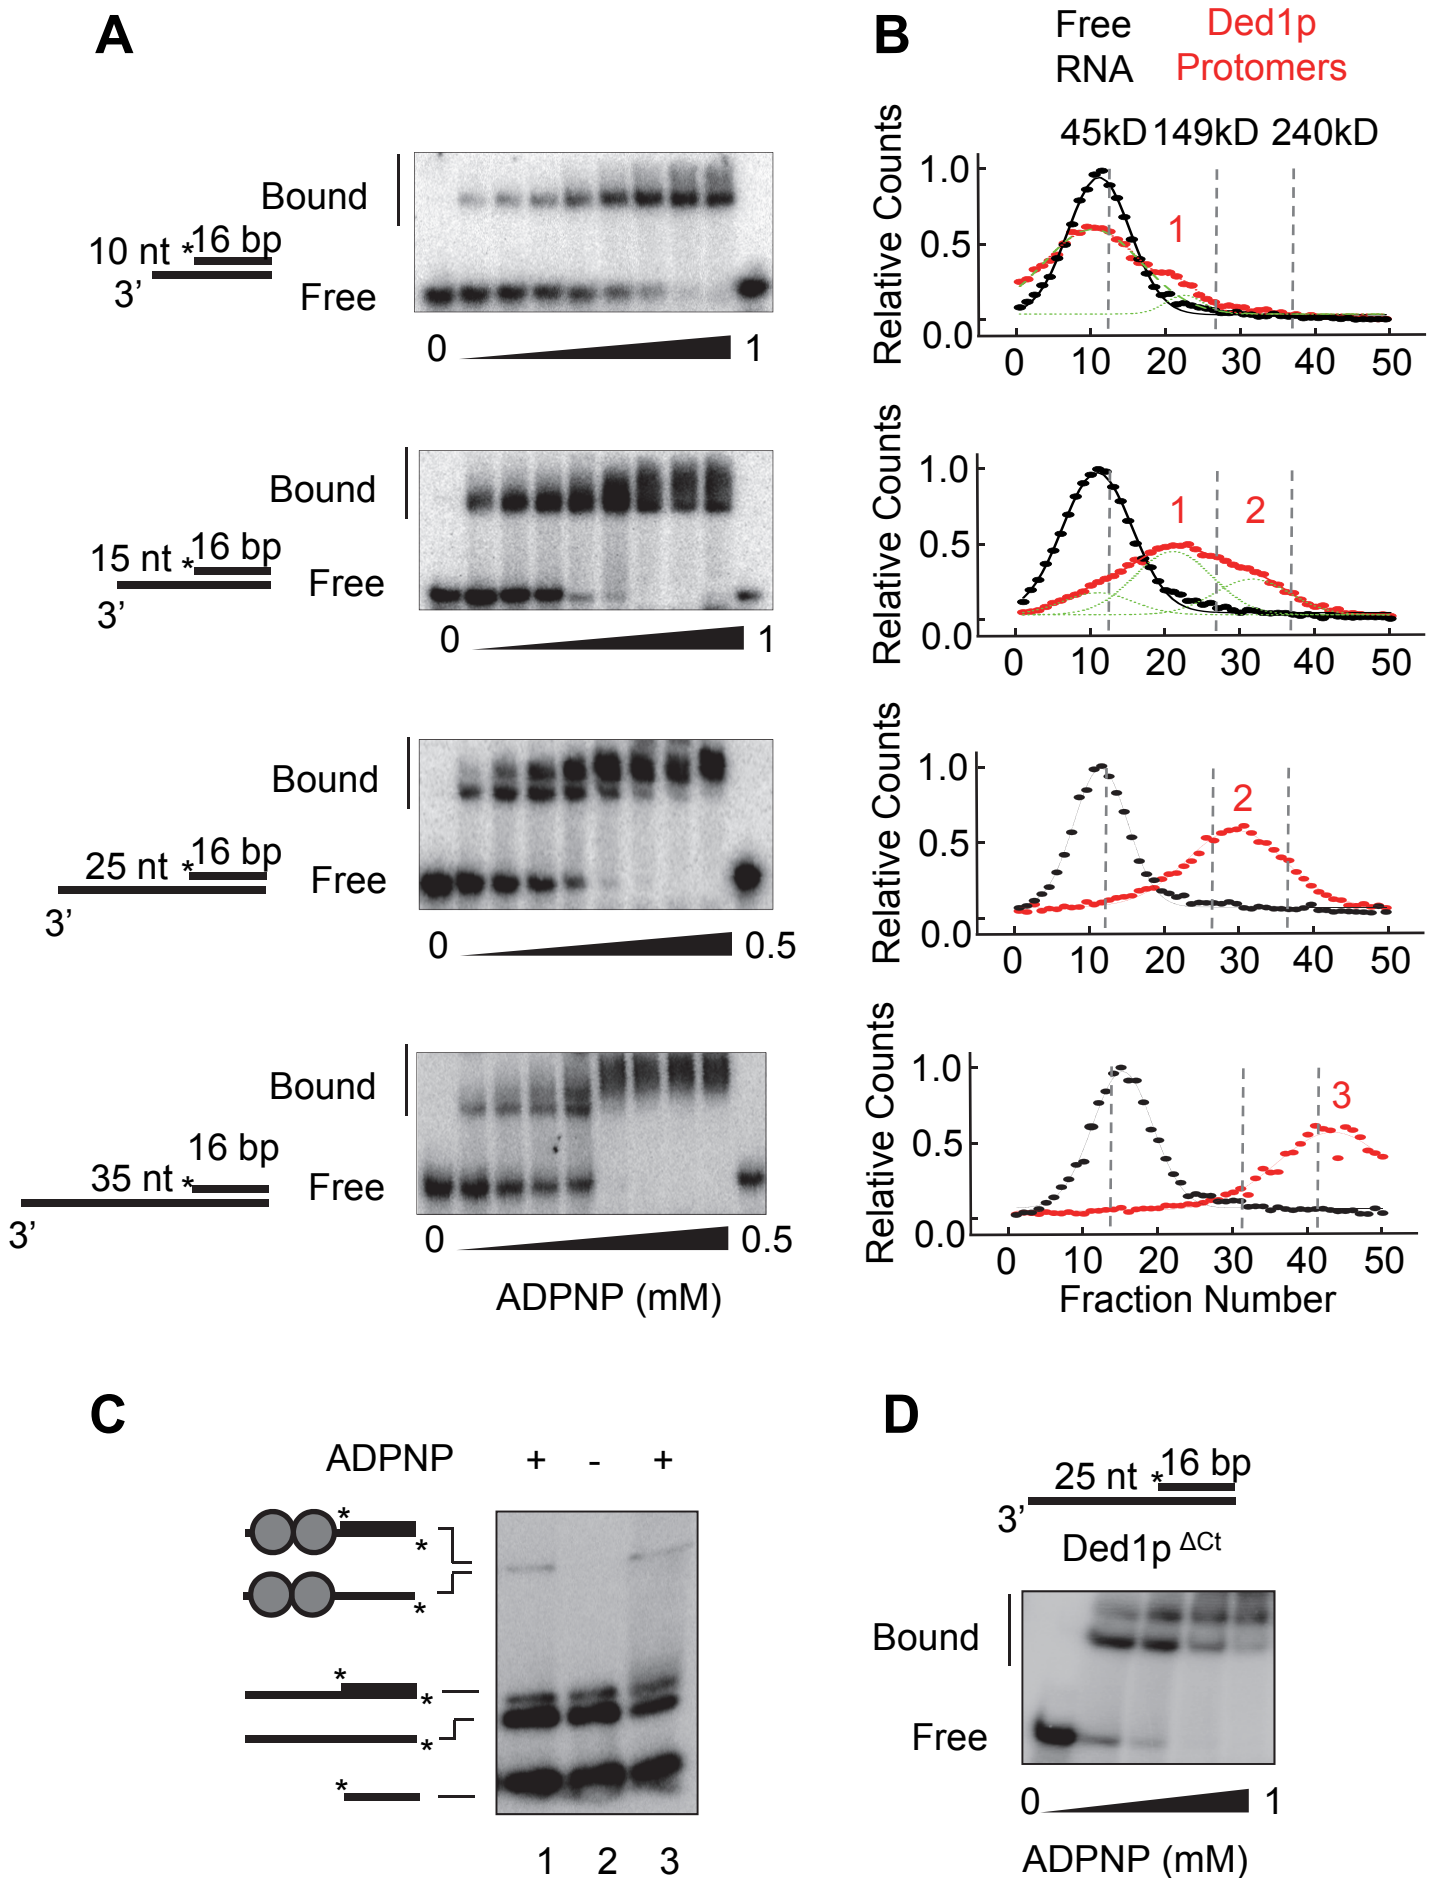 A
10 nt *16 bp
3’
Bound
Free
0 1
15 nt *16 bp
3’
Bound
Free
0 1
25 nt *16 bp
3’
Bound
Free
0 0.5
16 bp
35 nt *
3’
Bound
Free
0 0.5
ADPNP (mM)
B
Free RNA
Ded1p Protomers
45kD 149kD 240kD
Relative Counts
1.0
0.5
0.0
1
0 10 20 30 40 50
Relative Counts
1.0
0.5
0.0
1 2
0 10 20 30 40 50
Relative Counts
1.0
0.5
0.0
2
0 10 20 30 40 50
Relative Counts
1.0
0.5
0.0
3
0 10 20 30 40 50
Fraction Number
C
ADPNP + - +
*
*
*
*
*
*
*
1 2 3
D
25 nt *16 bp
3’
Ded1p ΔCt
Bound
Free
0 1
ADPNP (mM)